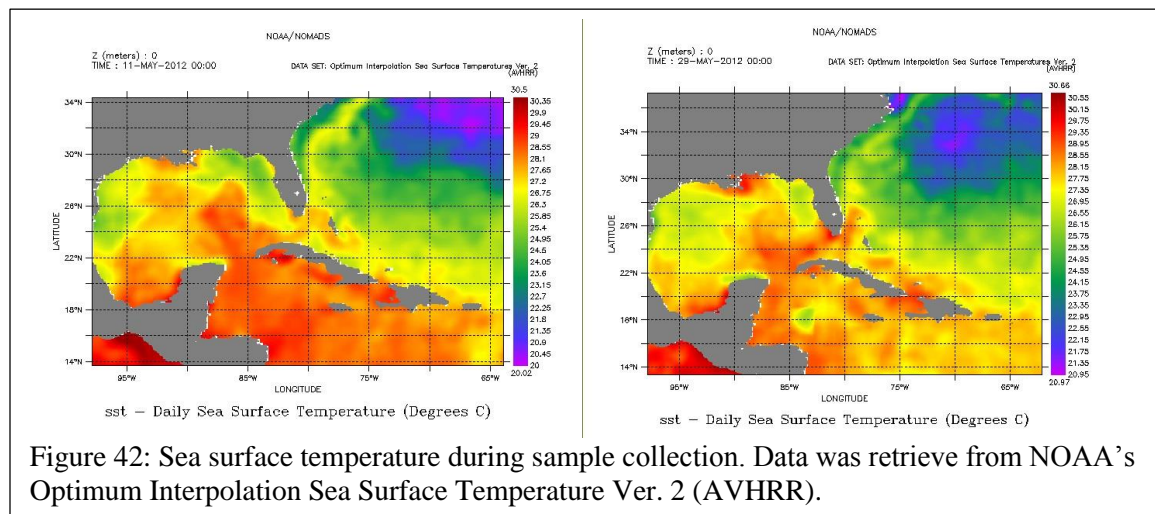 NOAA/NOMADS
Z (meters) : 0
TIME : 11-MAY-2012 00:00
DATA SET: Optimum Interpolation Sea Surface Temperatures Ver. 2
(AVHRR)
30.5
30.35
29.95
29.55
29.15
28.75
28.35
27.95
27.55
27.2
26.8
26.4
26
25.6
25.2
24.8
24.45
24.05
23.6
23.15
22.7
22.3
21.8
21.35
20.9
20.45
20
20.02
34°N
30°N
26°N
22°N
18°N
14°N
LATITUDE
95°W
85°W
75°W
65°W
LONGITUDE
sst – Daily Sea Surface Temperature (Degrees C)
NOAA/NOMADS
Z (meters) : 0
TIME : 29-MAY-2012 00:00
DATA SET: Optimum Interpolation Sea Surface Temperatures Ver. 2
(AVHRR)
30.66
30.55
30.15
29.75
29.35
28.95
28.55
28.15
27.75
27.35
26.95
26.55
26.15
25.75
25.35
24.95
24.55
24.15
23.75
23.35
22.95
22.55
22.15
21.75
21.35
20.95
20.97
34°N
30°N
26°N
22°N
18°N
14°N
LATITUDE
95°W
85°W
75°W
65°W
LONGITUDE
sst – Daily Sea Surface Temperature (Degrees C)
Figure 42: Sea surface temperature during sample collection. Data was retrieve from NOAA’s
Optimum Interpolation Sea Surface Temperature Ver. 2 (AVHRR).